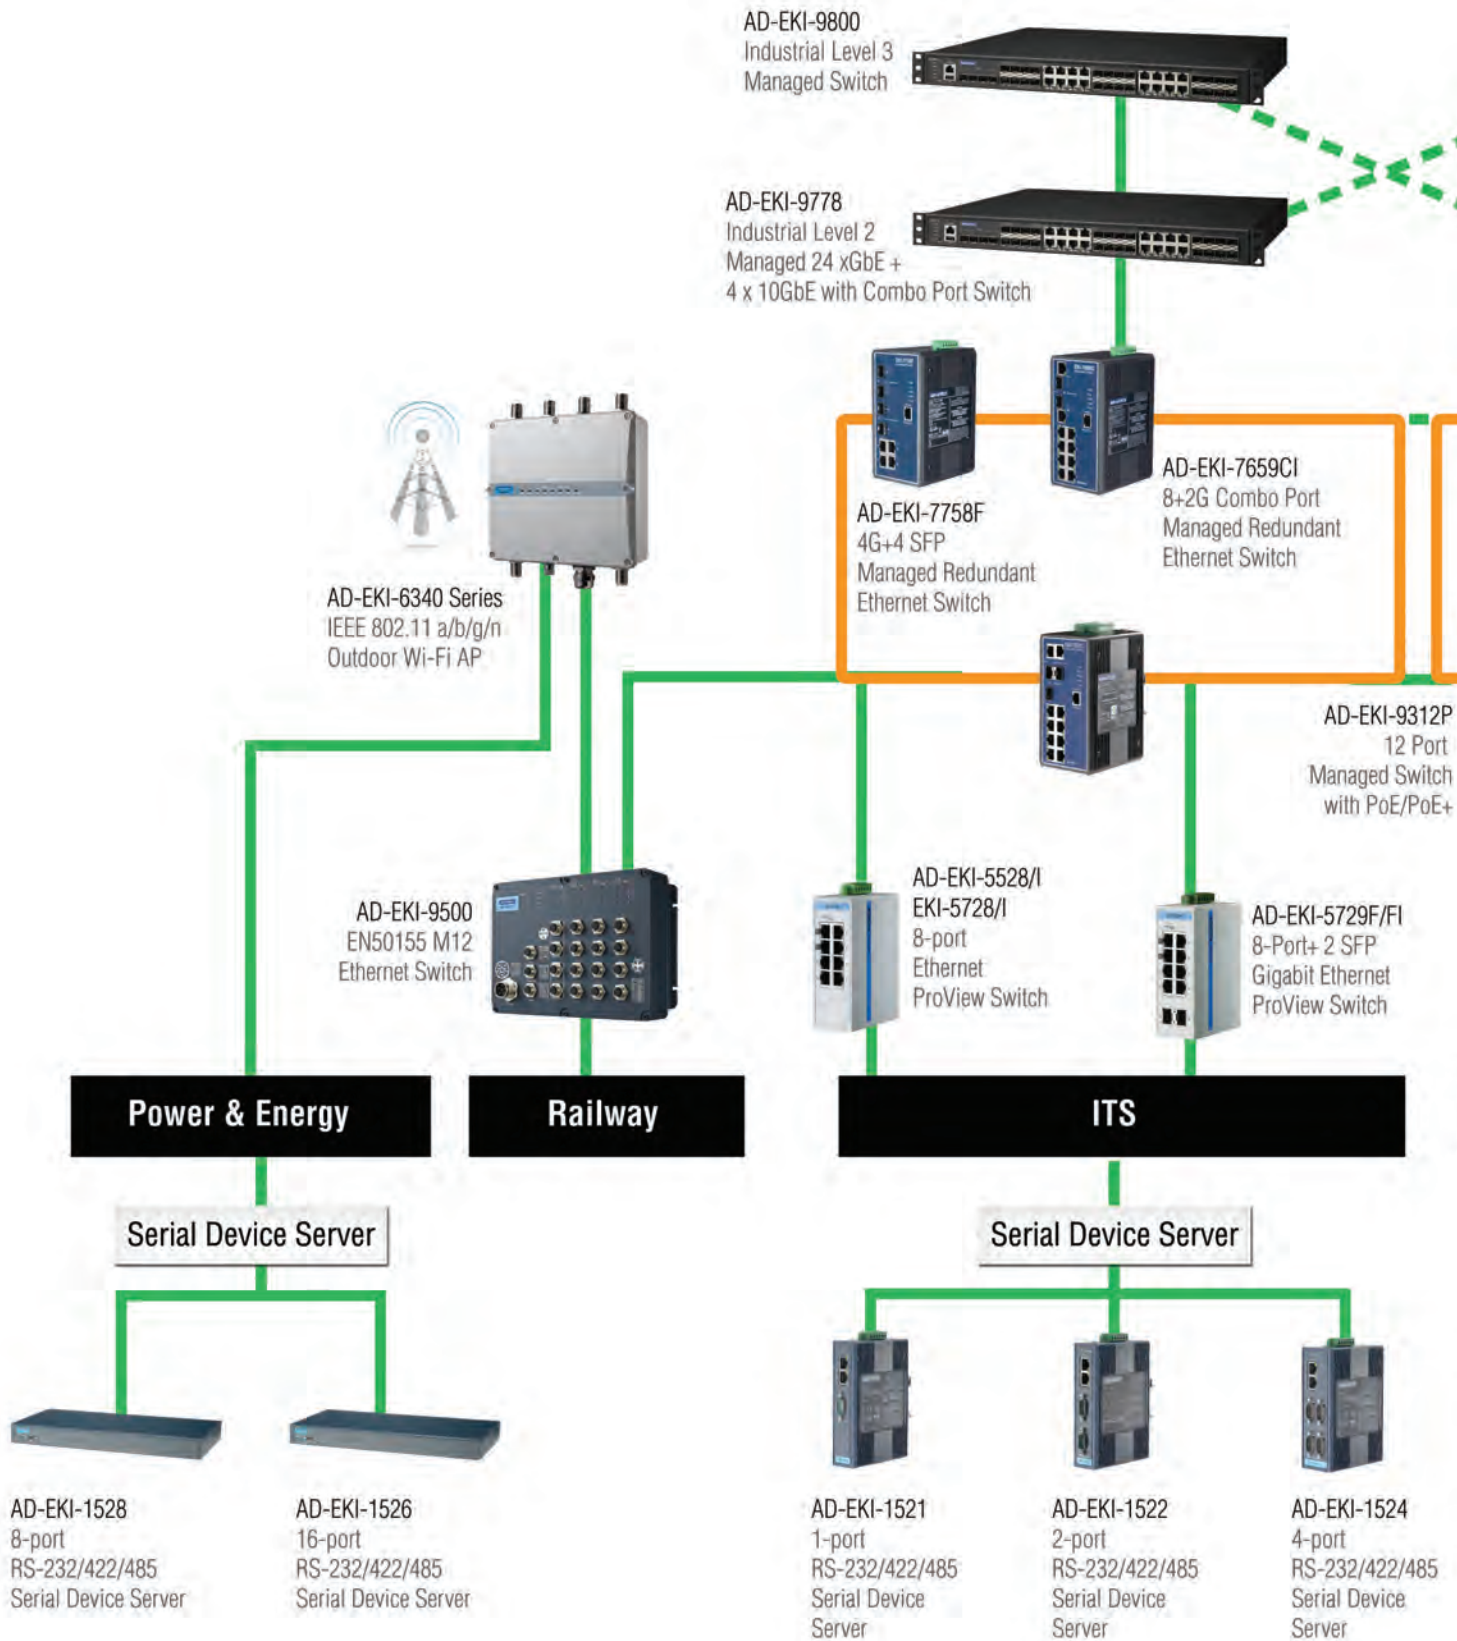 AD-EKI-9800
Industrial Level 3
Managed Switch
AD-EKI-9778
Industrial Level 2
Managed 24 xGbE +
4 x 10GbE with Combo Port Switch
AD-EKI-7659CI
8+2G Combo Port
Managed Redundant
Ethernet Switch
AD-EKI-7758F
4G+4 SFP
Managed Redundant
Ethernet Switch
AD-EKI-6340 Series
IEEE 802.11 a/b/g/n
Outdoor Wi-Fi AP
AD-EKI-9312P
12 Port
Managed Switch
with PoE/PoE+
AD-EKI-9500
EN50155 M12
Ethernet Switch
AD-EKI-5528/I
EKI-5728/I
8-port
Ethernet
ProView Switch
AD-EKI-5729F/FI
8-Port+ 2 SFP
Gigabit Ethernet
ProView Switch
Power & Energy
Railway
ITS
Serial Device Server
Serial Device Server
AD-EKI-1528
8-port
RS-232/422/485
Serial Device Server
AD-EKI-1526
16-port
RS-232/422/485
Serial Device Server
AD-EKI-1521
1-port
RS-232/422/485
Serial Device
Server
AD-EKI-1522
2-port
RS-232/422/485
Serial Device
Server
AD-EKI-1524
4-port
RS-232/422/485
Serial Device
Server